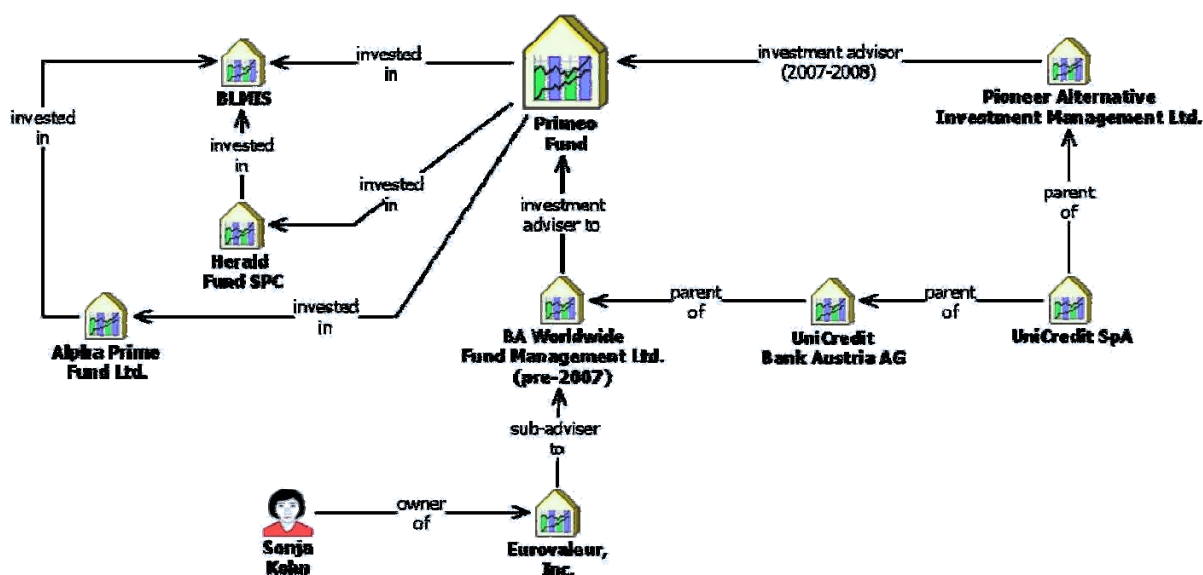 invested
in
BLMIS
investment advisor
(2007-2008)
Primeo
Fund
Pioneer Alternative
Investment Management Ltd.
invested
in
invested
in
invested
in
investment
adviser to
parent
of
Herald
Fund SPC
invested
in
Alpha Prime
Fund Ltd.
BA Worldwide
Fund Management Ltd.
(pre-2007)
parent
of
UniCredit
Bank Austria AG
parent
of
UniCredit SpA
sub-adviser
to
Sonja
Kohn
owner
of
Eurovaleur,
Inc.